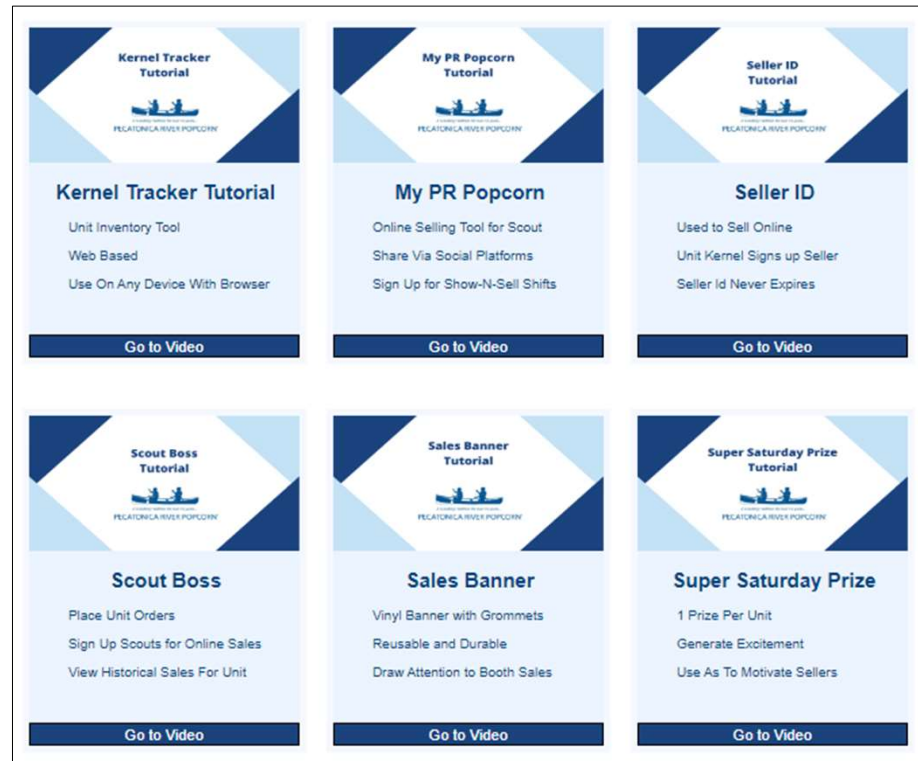 Kernel Tracker
Tutorial
PECATONICA RIVER POPCORN
Kernel Tracker Tutorial
Unit Inventory Tool
Web Based
Use On Any Device With Browser
Go to Video
My PR Popcorn
Tutorial
PECATONICA RIVER POPCORN
My PR Popcorn
Online Selling Tool for Scout
Share Via Social Platforms
Sign Up for Show-N-Sell Shifts
Go to Video
Seller ID
Tutorial
PECATONICA RIVER POPCORN
Seller ID
Used to Sell Online
Unit Kernel Signs up Seller
Seller Id Never Expires
Go to Video
Scout Boss
Tutorial
PECATONICA RIVER POPCORN
Scout Boss
Place Unit Orders
Sign Up Scouts for Online Sales
View Historical Sales For Unit
Go to Video
Sales Banner
Tutorial
PECATONICA RIVER POPCORN
Sales Banner
Vinyl Banner with Grommets
Reusable and Durable
Draw Attention to Booth Sales
Go to Video
Super Saturday Prize
Tutorial
PECATONICA RIVER POPCORN
Super Saturday Prize
1 Prize Per Unit
Generate Excitement
Use As To Motivate Sellers
Go to Video